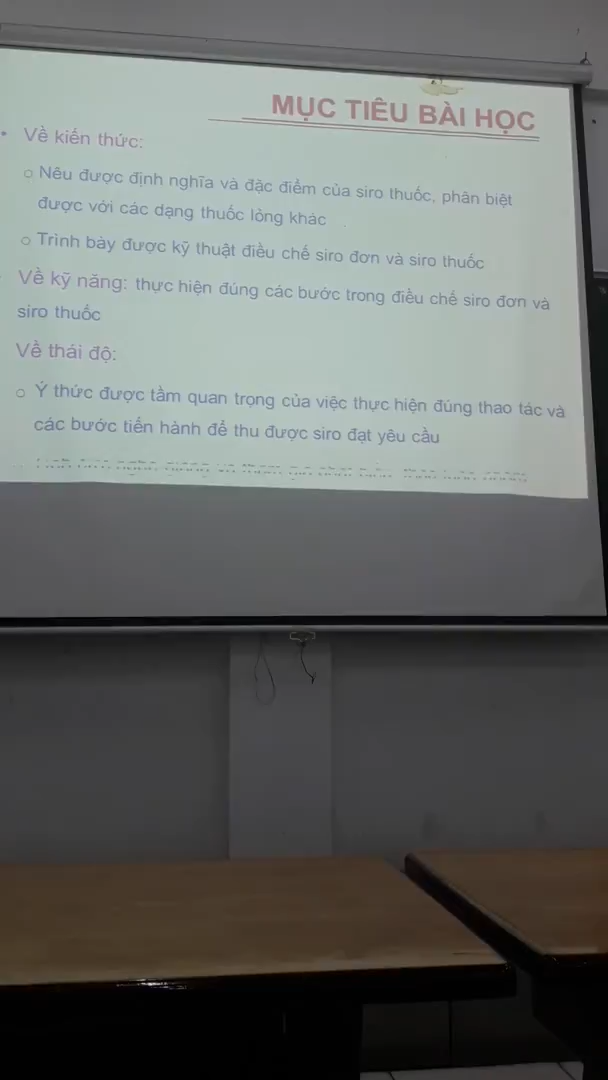 MỤC TIÊU BÀI HỌC
• Về kiến thức:
o Nêu được định nghĩa và đặc điểm của siro thuốc, phân biệt
được với các dạng thuốc lỏng khác
o Trình bày được kỹ thuật điều chế siro đơn và siro thuốc
Về kỹ năng: thực hiện đúng các bước trong điều chế siro đơn và
siro thuốc
Về thái độ:
o Ý thức được tầm quan trọng của việc thực hiện đúng thao tác và
các bước tiến hành để thu được siro đạt yêu cầu